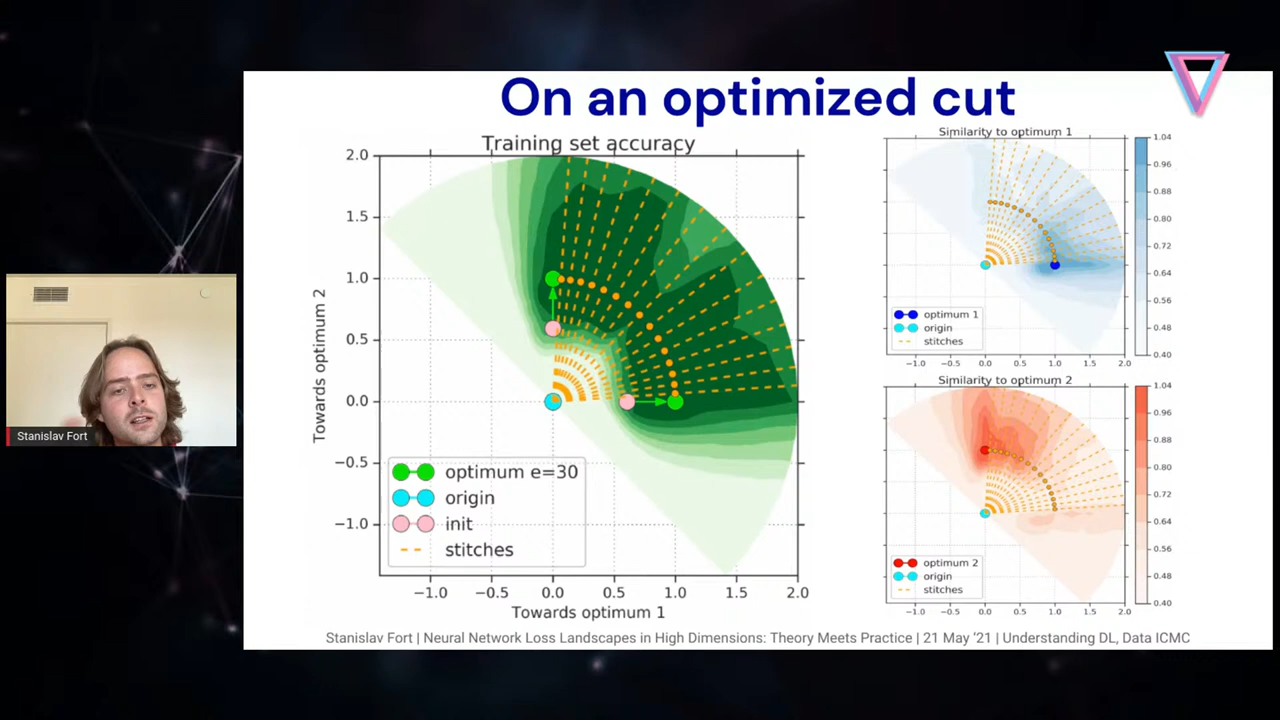 On an optimized cut
Training set accuracy
2.0
1.5
1.0
0.5
0.0
−0.5
−1.0
Towards optimum 2
optimum e=30
origin
init
stitches
−1.0 −0.5 0.0 0.5 1.0 1.5 2.0
Towards optimum 1
Similarity to optimum 1
optimum 1
origin
stitches
−1.0 −0.5 0.0 0.5 1.0 1.5 2.0
1.04
0.96
0.88
0.80
0.72
0.64
0.56
0.48
0.40
Similarity to optimum 2
optimum 2
origin
stitches
−1.0 −0.5 0.0 0.5 1.0 1.5 2.0
1.04
0.96
0.88
0.80
0.72
0.64
0.56
0.48
0.40
Stanislav Fort
Stanislav Fort | Neural Network Loss Landscapes in High Dimensions: Theory Meets Practice | 21 May ‘21 | Understanding DL, Data ICMC